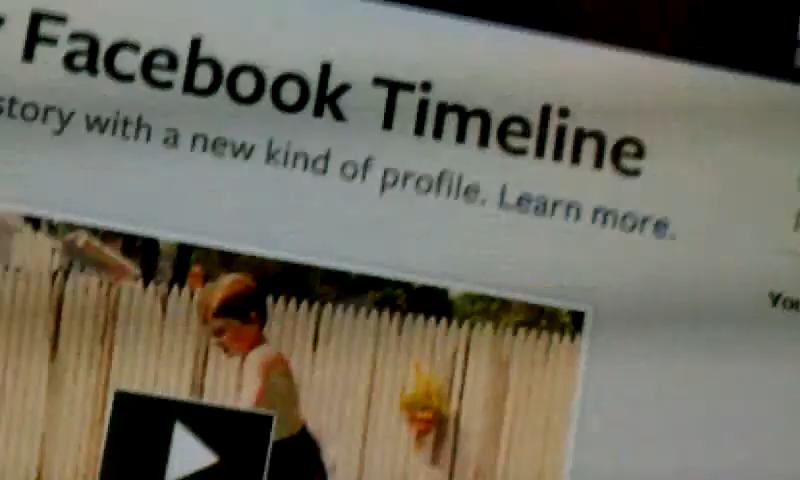 Facebook Timeline
story with a new kind of profile. Learn more.